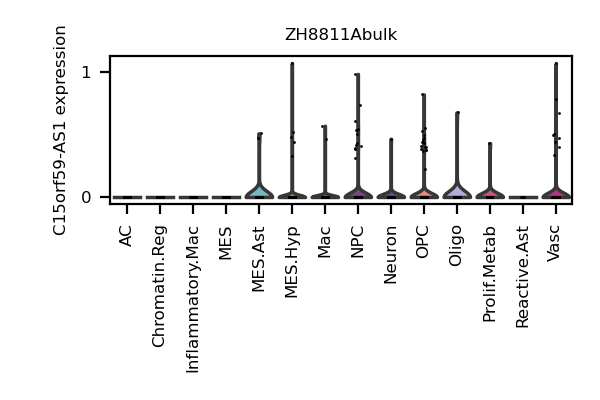 ZH8811Abulk
C15orf59-AS1 expression
1
0
AC
Chromatin.Reg
Inflammatory.Mac
MES
MES.Ast
MES.Hyp
Mac
NPC
Neuron
OPC
Oligo
Prolif.Metab
Reactive.Ast
Vasc